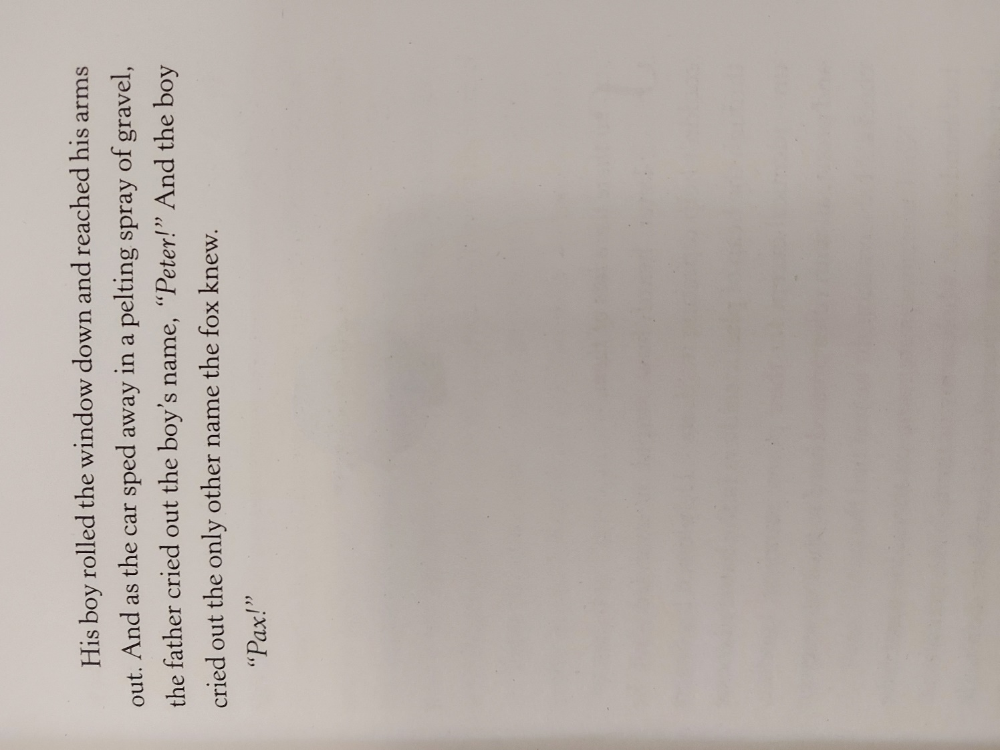 His boy rolled the window down and reached his arms
out. And as the car sped away in a pelting spray of gravel,
the father cried out the boy’s name, “Peter!” And the boy
cried out the only other name the fox knew.
“Pax!”